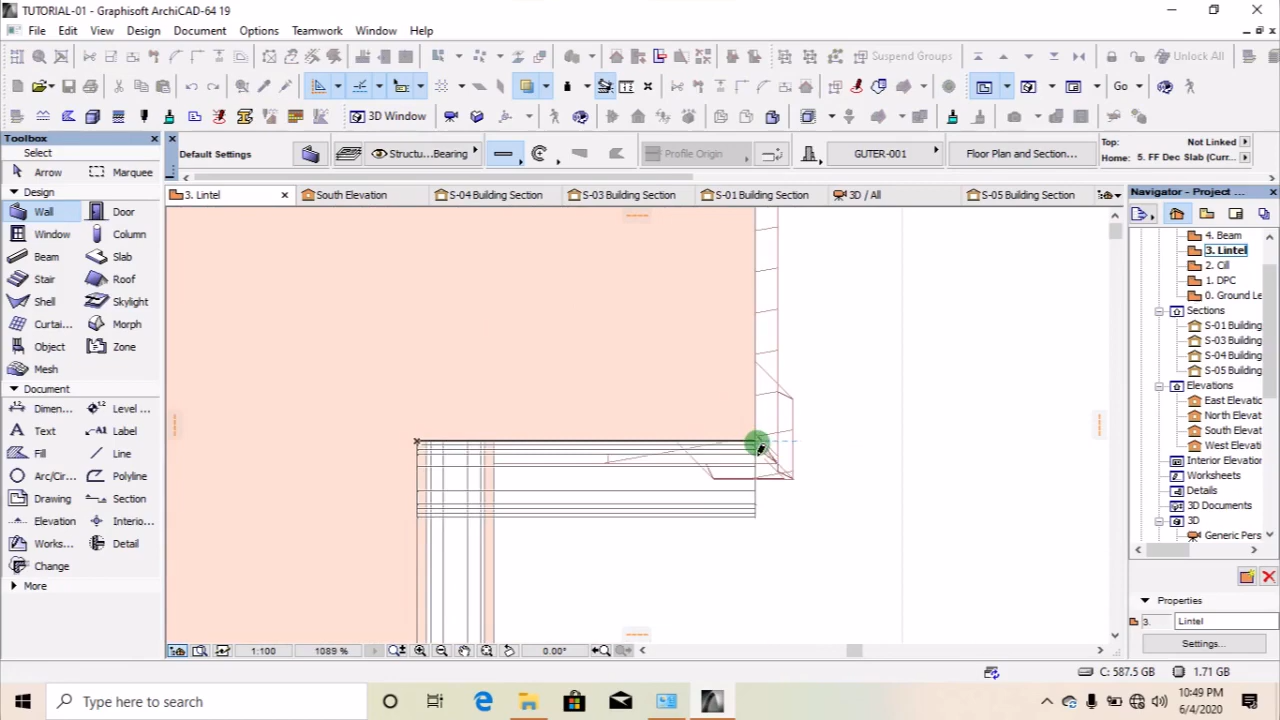 TUTORIAL-01 - Graphisoft ArchiCAD-64 19
File Edit View Design Document Options Teamwork Window Help
Suspend Groups
Unlock All
Go
3D Window
Toolbox
Select
Arrow Marquee
Design
Wall Door
Window Column
Beam Slab
Stair Roof
Shell Skylight
Curtai... Morph
Object Zone
Mesh
Document
Dimen... Level ...
Text Label
Fill Line
Arc/Cir... Polyline
Drawing Section
Elevation Interio...
Works... Detail
Change
More
Default Settings
Structu...Bearing
Profile Origin
GUTER-001
Floor Plan and Section...
Top: Not Linked
Home: 5. FF Dec Slab (Curr...
3. Lintel
South Elevation
S-04 Building Section
S-03 Building Section
S-01 Building Section
3D / All
S-05 Building Section
Navigator - Project ...
4. Beam
3. Lintel
2. Cill
1. DPC
0. Ground Le
Sections
S-01 Building
S-03 Building
S-04 Building
S-05 Building
Elevations
East Elevatic
North Elevat
South Elevat
West Elevati
Interior Elevation
Worksheets
Details
3D Documents
3D
Generic Pers
Properties
3. Lintel
Settings...
1:100 1089 % 0.00°
C: 587.5 GB 1.71 GB
Type here to search
10:49 PM
6/4/2020